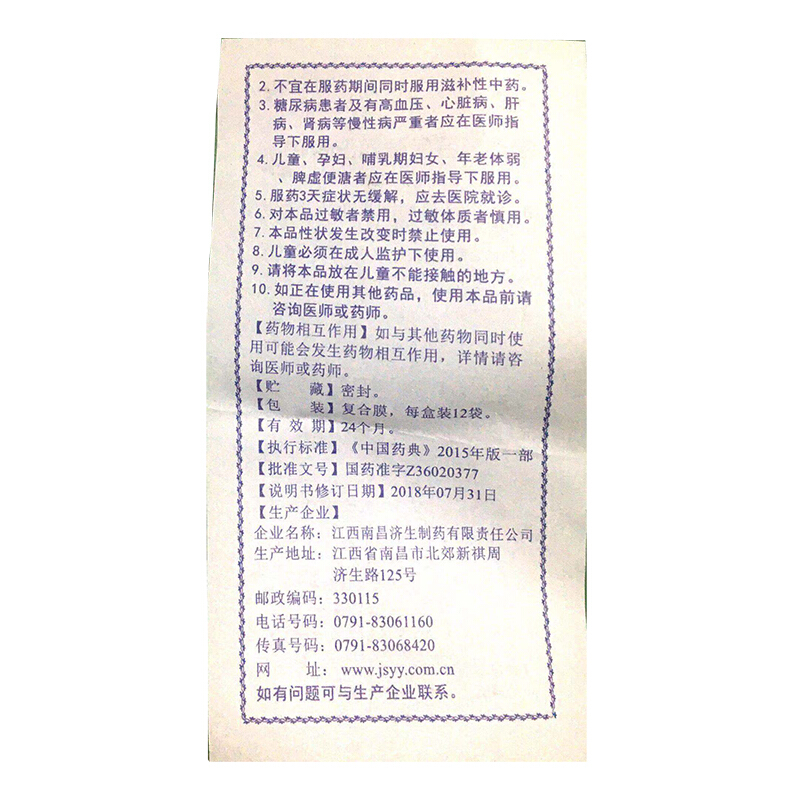 2. 不宜在服药期间同时服用滋补性中药。
3. 糖尿病患者及有高血压、心脏病、肝
病、肾病等慢性病严重者应在医师指
导下服用。
4. 儿童、孕妇、哺乳期妇女、年老体弱
、脾虚便溏者应在医师指导下服用。
5. 服药3天症状无缓解，应去医院就诊。
6. 对本品过敏者禁用，过敏体质者慎用。
7. 本品性状发生改变时禁止使用。
8. 儿童必须在成人监护下使用。
9. 请将本品放在儿童不能接触的地方。
10. 如正在使用其他药品，使用本品前请
咨询医师或药师。
【药物相互作用】如与其他药物同时使
用可能会发生药物相互作用，详情请咨
询医师或药师。
【贮　　藏】密封。
【包　　装】复合膜，每盒装12袋。
【有 效 期】24个月。
【执行标准】《中国药典》2015年版一部
【批准文号】国药准字Z36020377
【说明书修订日期】2018年07月31日
【生产企业】
企业名称：江西南昌济生制药有限责任公司
生产地址：江西省南昌市北郊新祺周
济生路125号
邮政编码：330115
电话号码：0791-83061160
传真号码：0791-83068420
网　　址：www.jsyy.com.cn
如有问题可与生产企业联系。